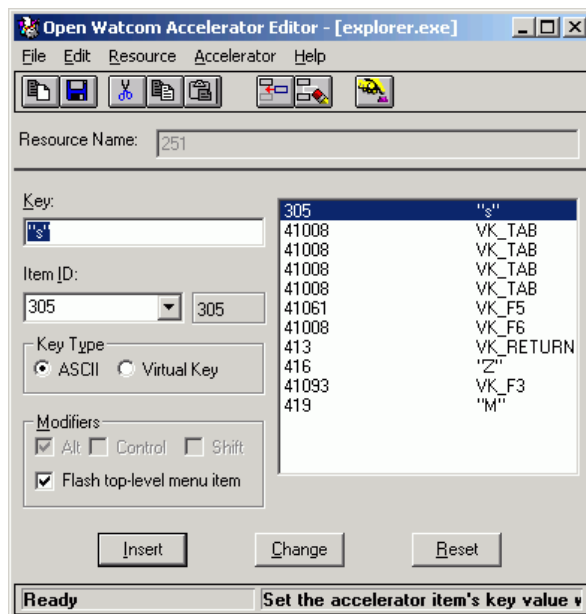 Open Watcom Accelerator Editor - [explorer.exe]
File Edit Resource Accelerator Help
Resource Name: 251
Key:
"s"
Item ID:
305 305
Key Type
ASCII Virtual Key
Modifiers
Alt Control Shift
Flash top-level menu item
305 "s"
41008 VK_TAB
41008 VK_TAB
41008 VK_TAB
41008 VK_TAB
41061 VK_F5
41008 VK_F6
413 VK_RETURN
416 "Z"
41093 VK_F3
419 "M"
Insert Change Reset
Ready Set the accelerator item's key value